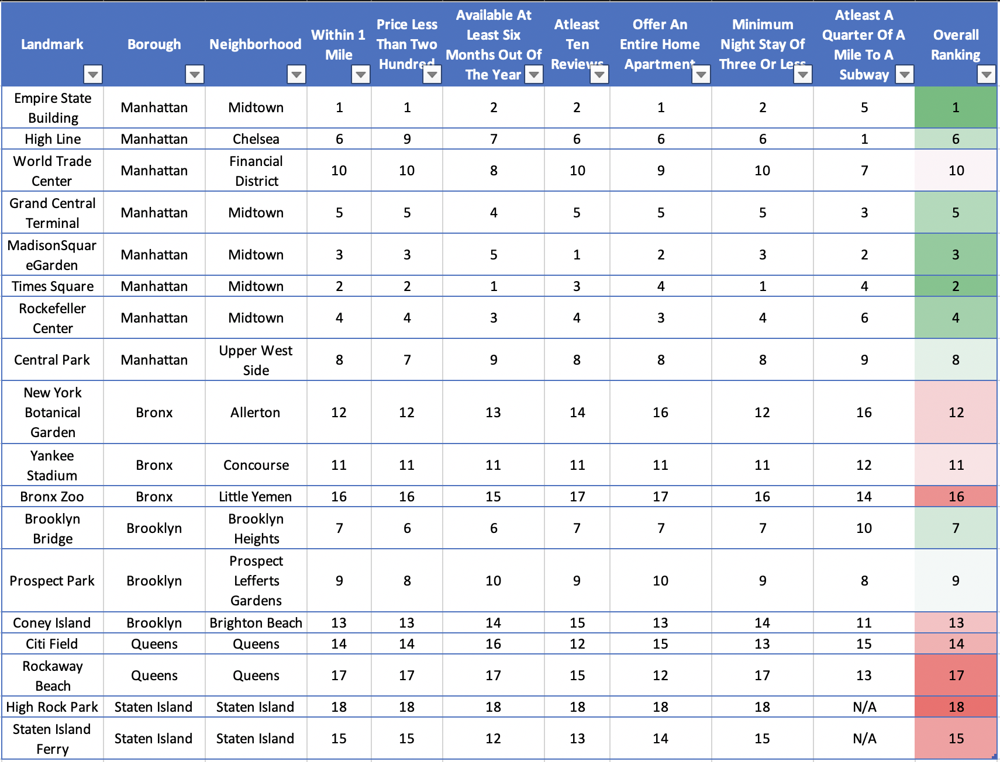 Landmark Borough Neighborhood Within 1 Mile Price Less Than Two Hundred Available At Least Six Months Out Of The Year Atleast Ten Reviews Offer An Entire Home Apartment Minimum Night Stay Of Three Or Less Atleast A Quarter Of A Mile To A Subway Overall Ranking
Empire State Building Manhattan Midtown 1 1 2 2 1 2 5 1
High Line Manhattan Chelsea 6 9 7 6 6 6 1 6
World Trade Center Manhattan Financial District 10 10 8 10 9 10 7 10
Grand Central Terminal Manhattan Midtown 5 5 4 5 5 5 3 5
MadisonSquareGarden Manhattan Midtown 3 3 5 1 2 3 2 3
Times Square Manhattan Midtown 2 2 1 3 4 1 4 2
Rockefeller Center Manhattan Midtown 4 4 3 4 3 4 6 4
Central Park Manhattan Upper West Side 8 7 9 8 8 8 9 8
New York Botanical Garden Bronx Allerton 12 12 13 14 16 12 16 12
Yankee Stadium Bronx Concourse 11 11 11 11 11 11 12 11
Bronx Zoo Bronx Little Yemen 16 16 15 17 17 16 14 16
Brooklyn Bridge Brooklyn Brooklyn Heights 7 6 6 7 7 7 10 7
Prospect Park Brooklyn Prospect Lefferts Gardens 9 8 10 9 10 9 8 9
Coney Island Brooklyn Brighton Beach 13 13 14 15 13 14 11 13
Citi Field Queens Queens 14 14 16 12 15 13 15 14
Rockaway Beach Queens Queens 17 17 17 15 12 17 13 17
High Rock Park Staten Island Staten Island 18 18 18 18 18 18 N/A 18
Staten Island Ferry Staten Island Staten Island 15 15 12 13 14 15 N/A 15